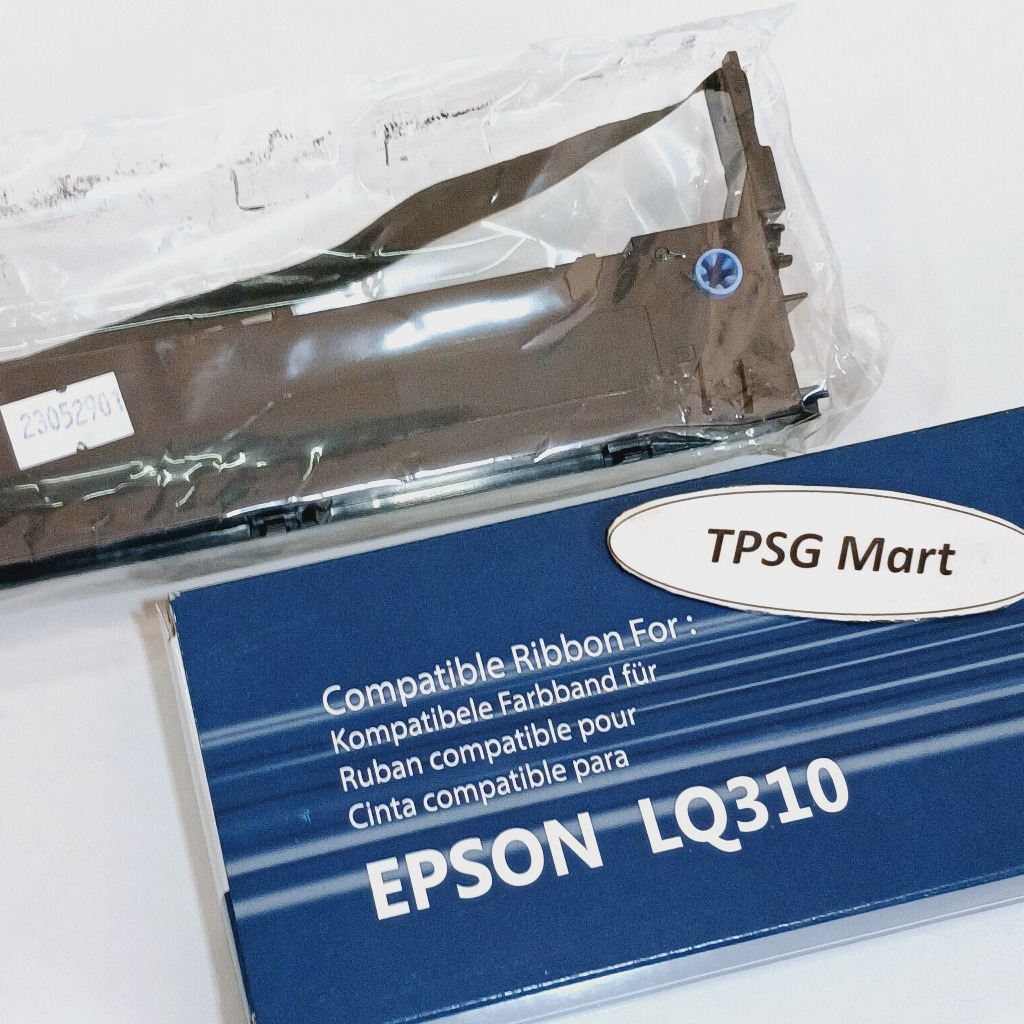 23052901
TPSG Mart
Compatible Ribbon For :
Kompatibele Farbband für
Ruban compatible pour
Cinta compatible para
EPSON LQ310